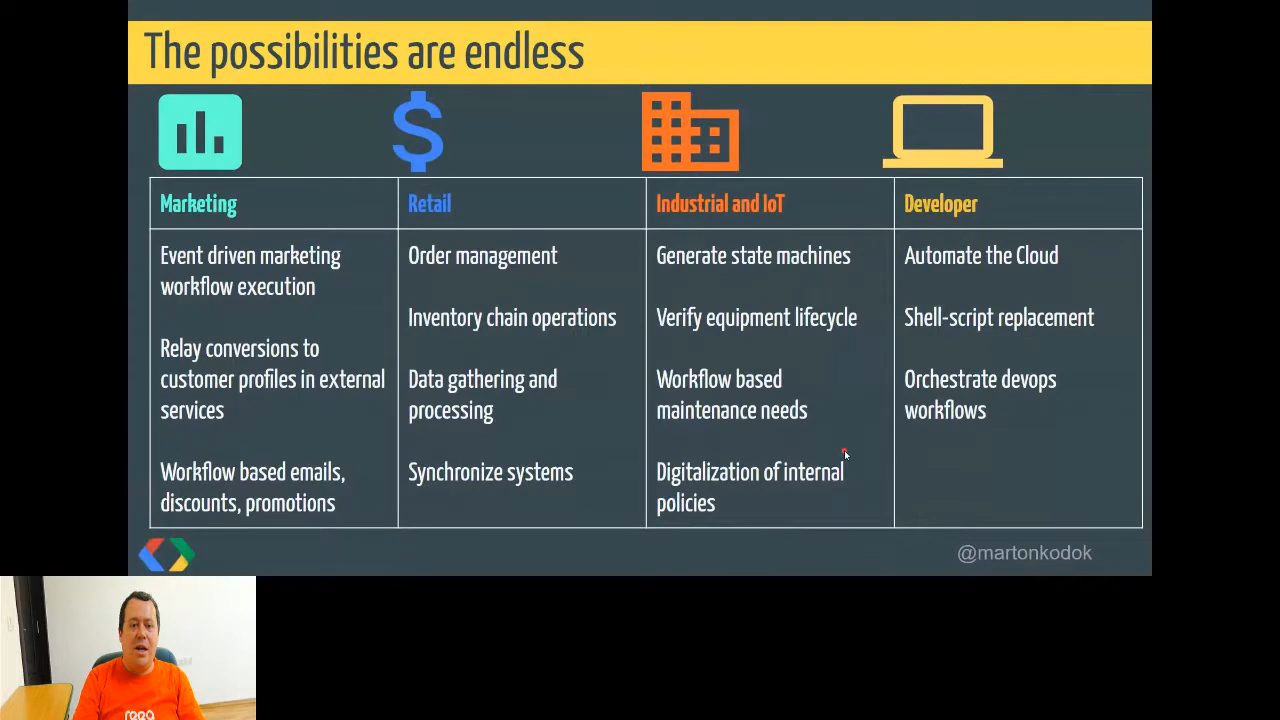 The possibilities are endless
Marketing
Event driven marketing
workflow execution
Relay conversions to
customer profiles in external
services
Workflow based emails,
discounts, promotions
Retail
Order management
Inventory chain operations
Data gathering and
processing
Synchronize systems
Industrial and IoT
Generate state machines
Verify equipment lifecycle
Workflow based
maintenance needs
Digitalization of internal
policies
Developer
Automate the Cloud
Shell-script replacement
Orchestrate devops
workflows
@martonkodok